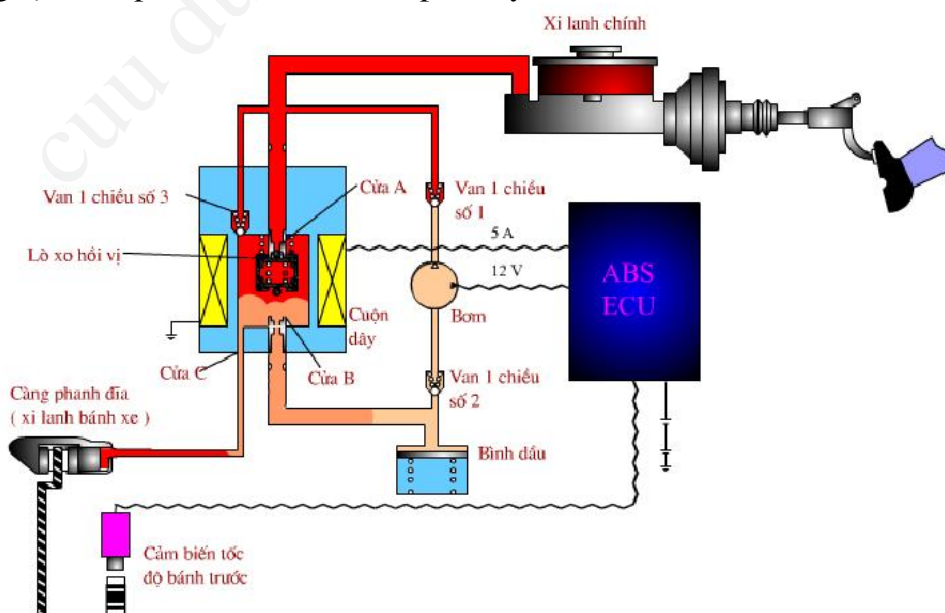 Xi lanh chính
Van 1 chiều số 3
Cửa A
Van 1 chiều
số 1
5 A
Lò xo hồi vị
12 V
ABS
ECU
Bơm
Cuộn
dây
Cửa C
Cửa B
Van 1 chiều
số 2
Càng phanh đĩa
( xi lanh bánh xe )
Bình dầu
Cảm biến tốc
độ bánh trước
cuu d